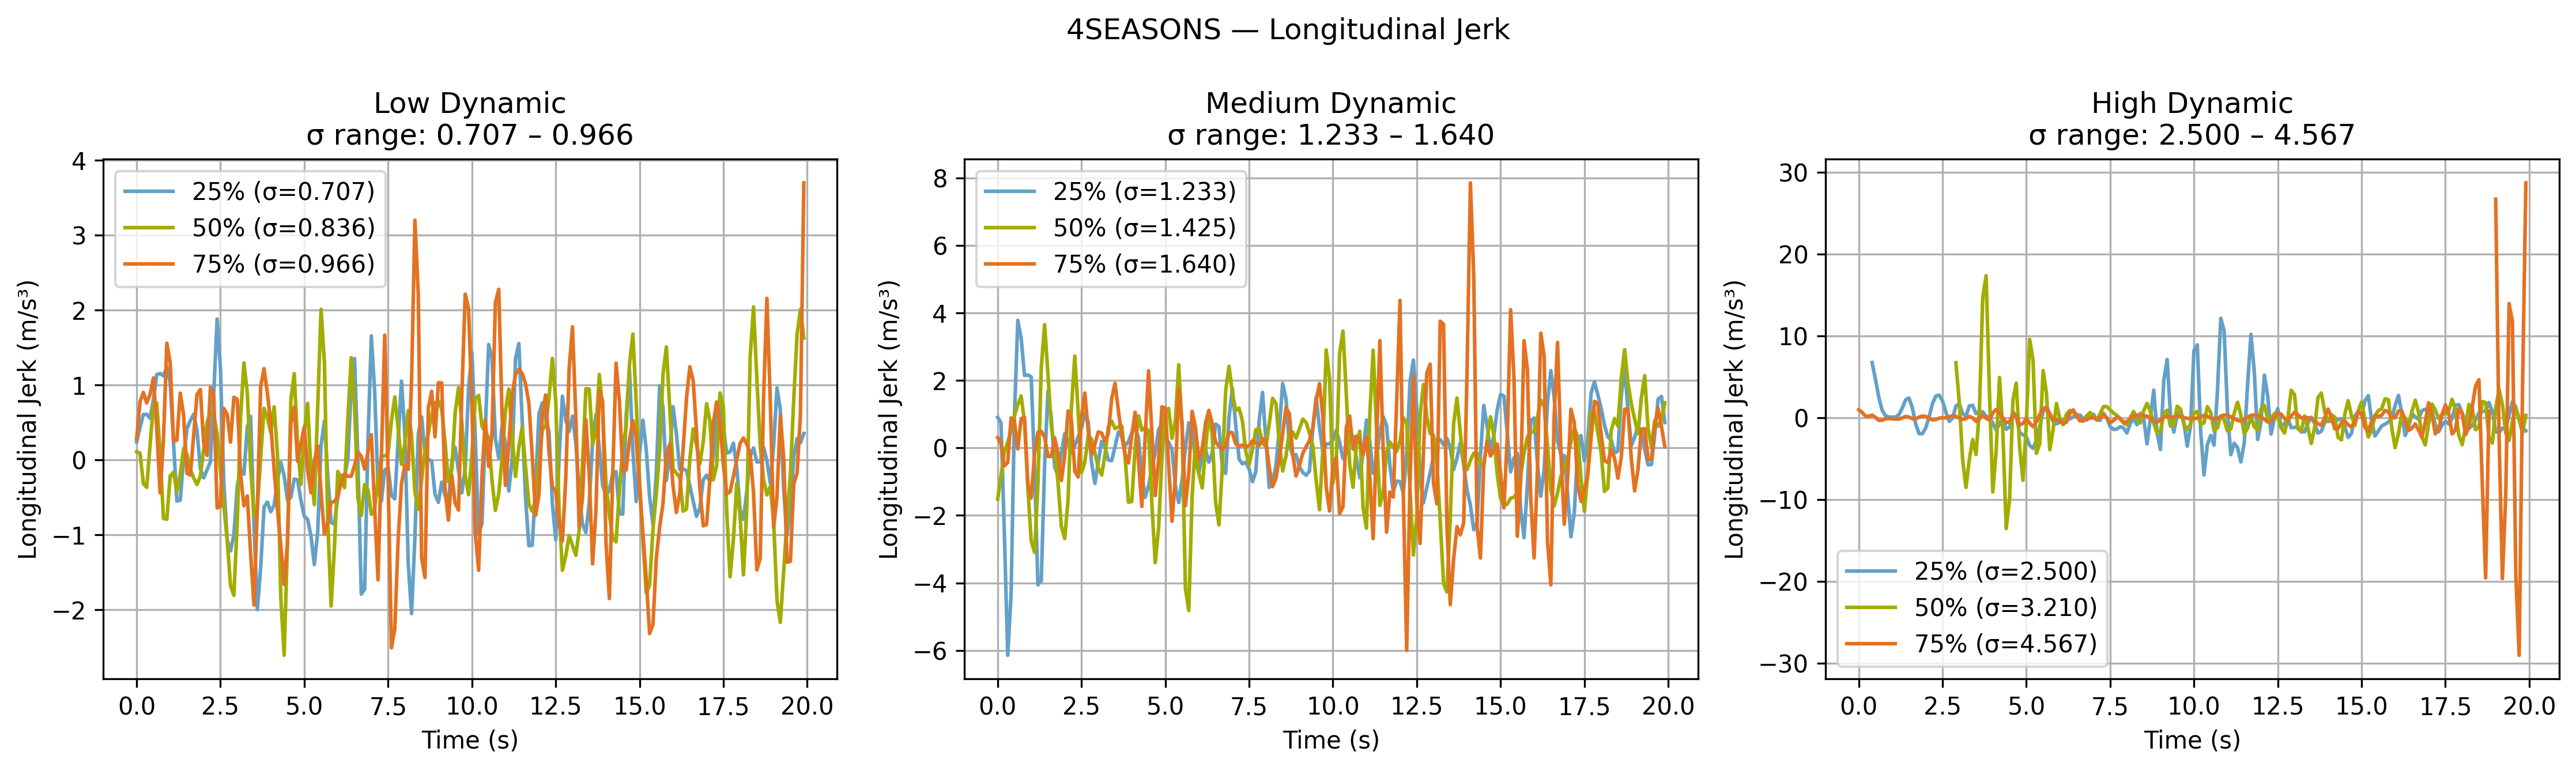 4SEASONS — Longitudinal Jerk
Low Dynamic
σ range: 0.707 – 0.966
Longitudinal Jerk (m/s³)
4
3
2
1
0
−1
−2
25% (σ=0.707)
50% (σ=0.836)
75% (σ=0.966)
0.0 2.5 5.0 7.5 10.0 12.5 15.0 17.5 20.0
Time (s)
Medium Dynamic
σ range: 1.233 – 1.640
Longitudinal Jerk (m/s³)
8
6
4
2
0
−2
−4
−6
25% (σ=1.233)
50% (σ=1.425)
75% (σ=1.640)
0.0 2.5 5.0 7.5 10.0 12.5 15.0 17.5 20.0
Time (s)
High Dynamic
σ range: 2.500 – 4.567
Longitudinal Jerk (m/s³)
30
20
10
0
−10
−20
−30
25% (σ=2.500)
50% (σ=3.210)
75% (σ=4.567)
0.0 2.5 5.0 7.5 10.0 12.5 15.0 17.5 20.0
Time (s)